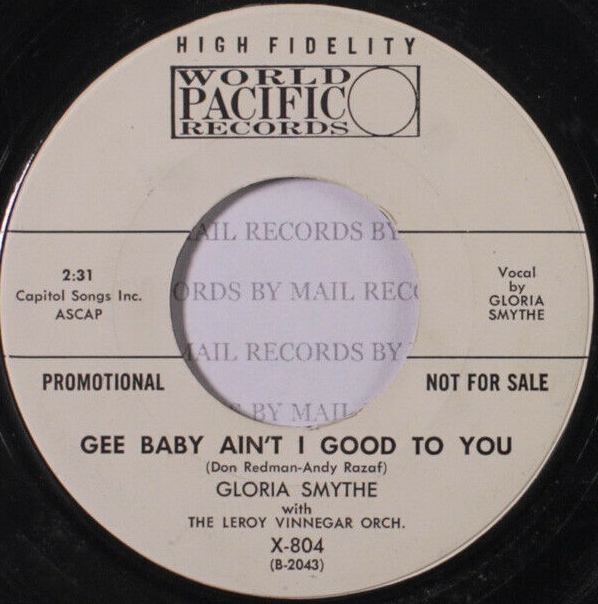 HIGH FIDELITY
WORLD
PACIFIC
RECORDS
AIL RECORDS BY
ORDS BY MAIL REC
AIL RECORDS BY
BY MAIL
2:31
Capitol Songs Inc.
ASCAP
Vocal
by
GLORIA
SMYTHE
PROMOTIONAL
NOT FOR SALE
GEE BABY AIN'T I GOOD TO YOU
(Don Redman-Andy Razaf)
GLORIA SMYTHE
with
THE LEROY VINNEGAR ORCH.
X-804
(B-2043)